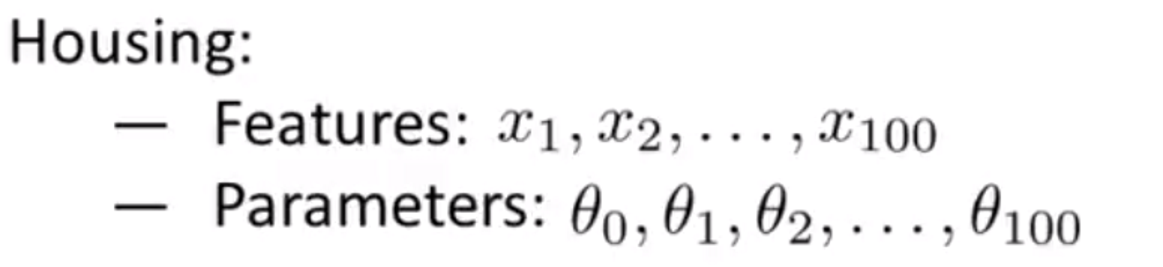 Housing:
— Features: x₁, x₂, . . . , x₁₀₀
— Parameters: θ₀, θ₁, θ₂, . . . , θ₁₀₀